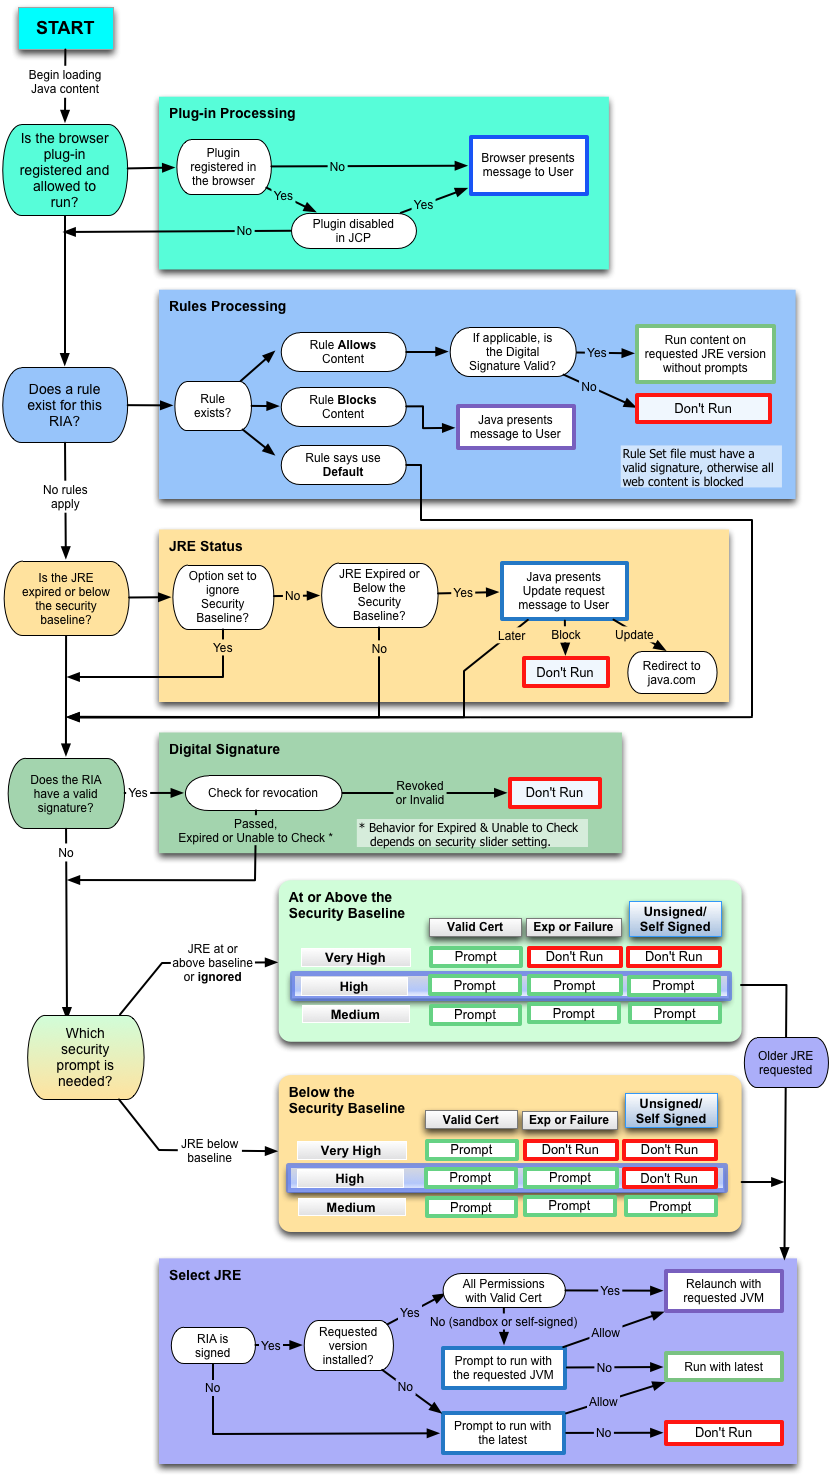 START
Begin loading
Java content
Is the browser
plug-in
registered and
allowed to
run?
Plug-in Processing
Plugin
registered in
the browser
No
Browser presents
message to User
Yes
Yes
Plugin disabled
in JCP
No
Rules Processing
Does a rule
exist for this
RIA?
Rule
exists?
Rule Allows
Content
If applicable, is
the Digital
Signature Valid?
Yes
Run content on
requested JRE version
without prompts
No
Don't Run
Rule Blocks
Content
Java presents
message to User
Rule says use
Default
Rule Set file must have a
valid signature, otherwise all
web content is blocked
No rules
apply
JRE Status
Is the JRE
expired or below
the security
baseline?
Option set to
ignore
Security
Baseline?
No
JRE Expired or
Below the
Security
Baseline?
Yes
Java presents
Update request
message to User
Yes
No
Later
Block
Update
Don't Run
Redirect to
java.com
Digital Signature
Does the RIA
have a valid
signature?
Yes
Check for revocation
Revoked
or Invalid
Don't Run
Passed,
Expired or Unable to Check *
* Behavior for Expired & Unable to Check
depends on security slider setting.
No
JRE at or
above baseline
or ignored
At or Above the
Security Baseline
Valid Cert
Exp or Failure
Unsigned/
Self Signed
Very High
Prompt
Don't Run
Don't Run
High
Prompt
Prompt
Prompt
Medium
Prompt
Prompt
Prompt
Which
security
prompt is
needed?
Older JRE
requested
JRE below
baseline
Below the
Security Baseline
Valid Cert
Exp or Failure
Unsigned/
Self Signed
Very High
Prompt
Don't Run
Don't Run
High
Prompt
Prompt
Don't Run
Medium
Prompt
Prompt
Prompt
Select JRE
RIA is
signed
Yes
Requested
version
installed?
Yes
All Permissions
with Valid Cert
Yes
Relaunch with
requested JVM
No (sandbox or self-signed)
Allow
Prompt to run with
the requested JVM
No
Run with latest
No
No
Allow
Prompt to run with
the latest
No
Don't Run